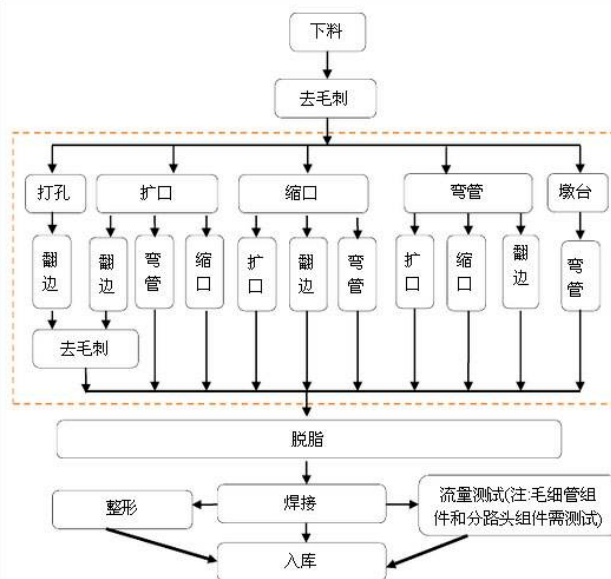 下料
去毛刺
打孔
扩口
缩口
弯管
墩台
翻
边
翻
边
弯
管
缩
口
扩
口
翻
边
弯
管
扩
口
缩
口
翻
边
弯
管
去毛刺
脱脂
整形
焊接
流量测试(注:毛细管组
件和分路头组件需测试)
入库